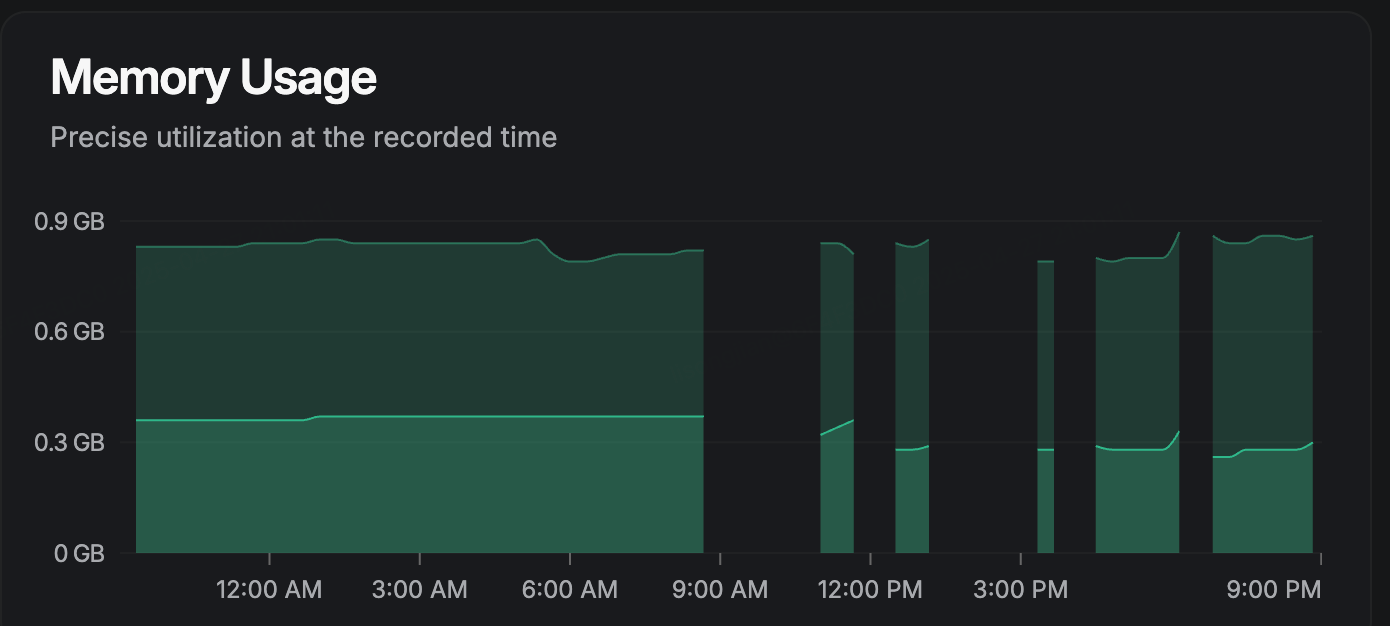 Memory Usage
Precise utilization at the recorded time
0.9 GB
0.6 GB
0.3 GB
0 GB
12:00 AM 3:00 AM 6:00 AM 9:00 AM 12:00 PM 3:00 PM 9:00 PM